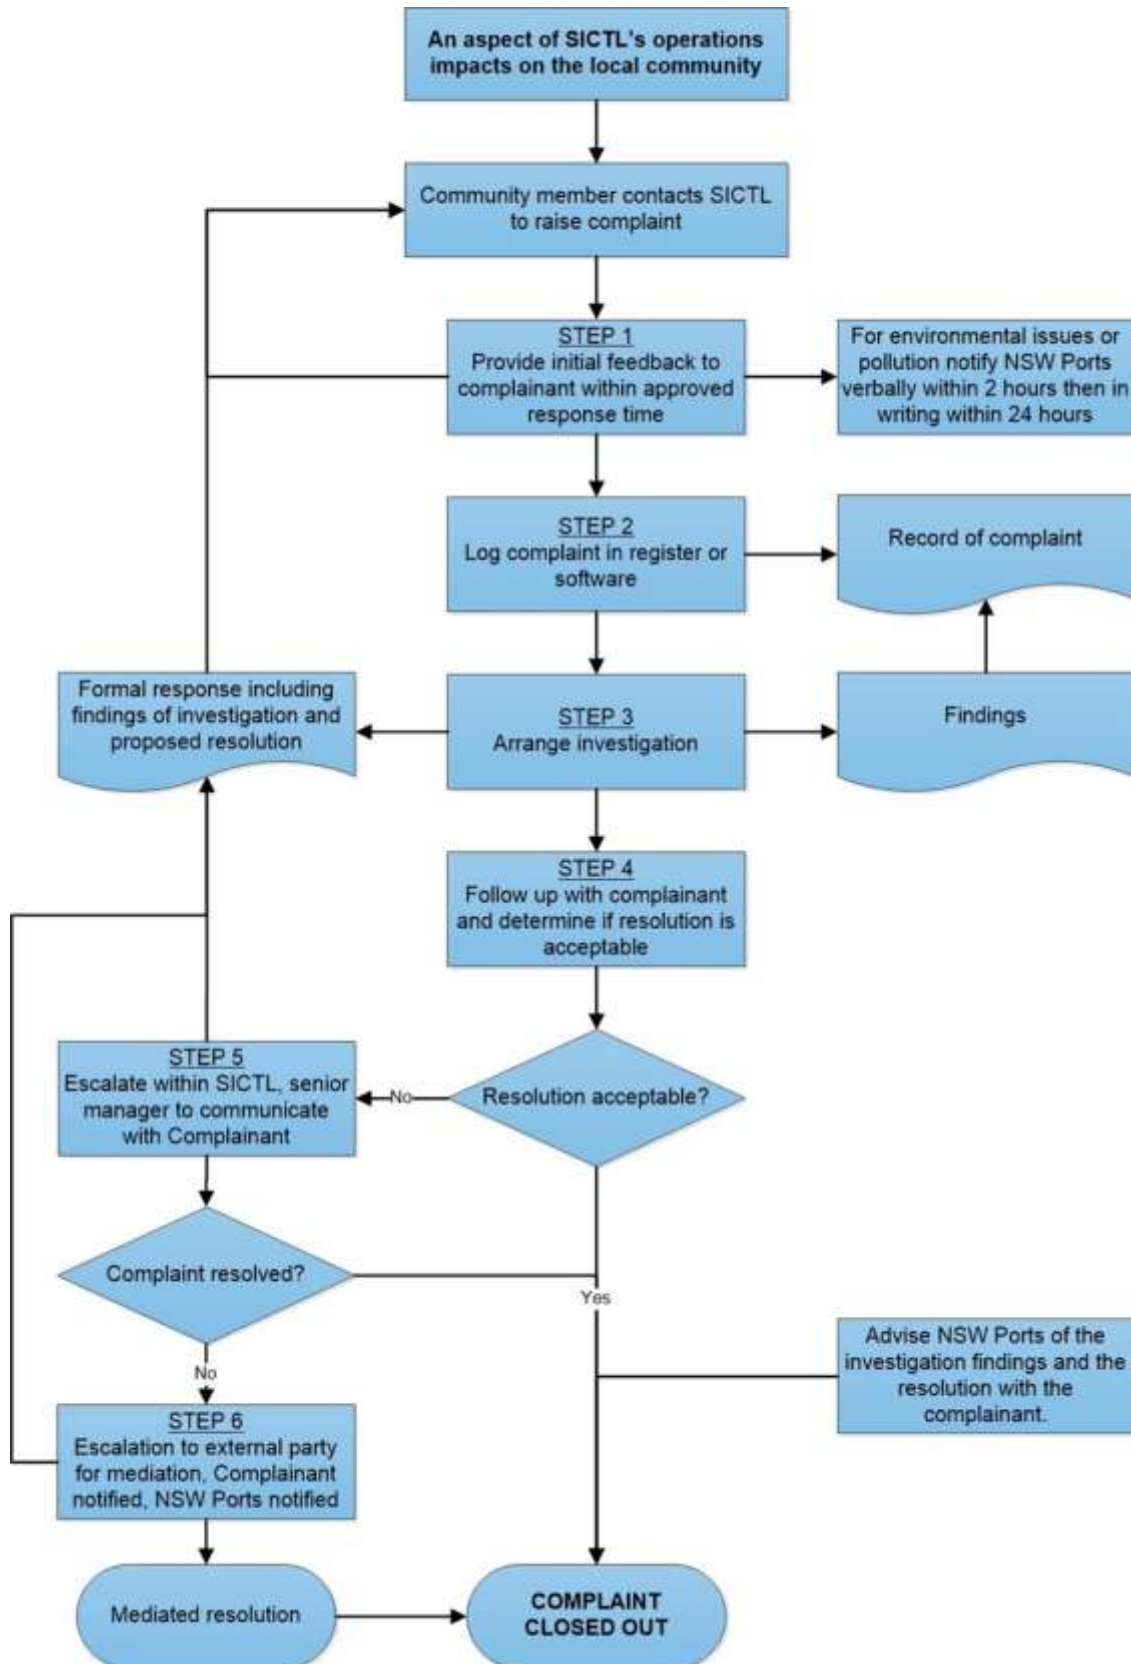 An aspect of SICTL's operations
impacts on the local community
Community member contacts SICTL
to raise complaint
STEP 1
Provide initial feedback to
complainant within approved
response time
For environmental issues or
pollution notify NSW Ports
verbally within 2 hours then in
writing within 24 hours
STEP 2
Log complaint in register or
software
Record of complaint
Formal response including
findings of investigation and
proposed resolution
STEP 3
Arrange investigation
Findings
STEP 4
Follow up with complainant
and determine if resolution is
acceptable
STEP 5
Escalate within SICTL, senior
manager to communicate
with Complainant
No
Resolution acceptable?
Complaint resolved?
Yes
No
Advise NSW Ports of the
investigation findings and the
resolution with the
complainant.
STEP 6
Escalation to external party
for mediation, Complainant
notified, NSW Ports notified
Mediated resolution
COMPLAINT
CLOSED OUT